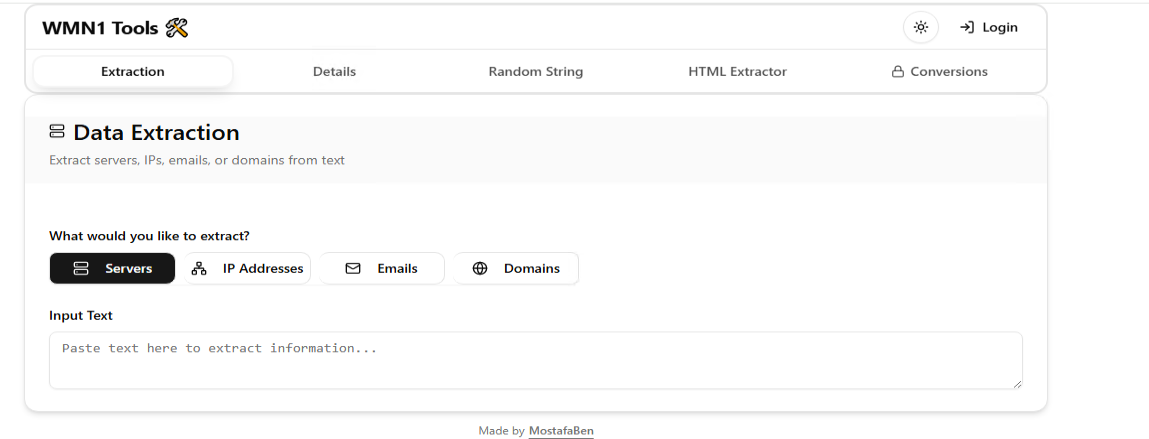 WMN1 Tools 🛠️
Login
Extraction
Details
Random String
HTML Extractor
Conversions
Data Extraction
Extract servers, IPs, emails, or domains from text
What would you like to extract?
Servers
IP Addresses
Emails
Domains
Input Text
Paste text here to extract information...
Made by MostafaBen